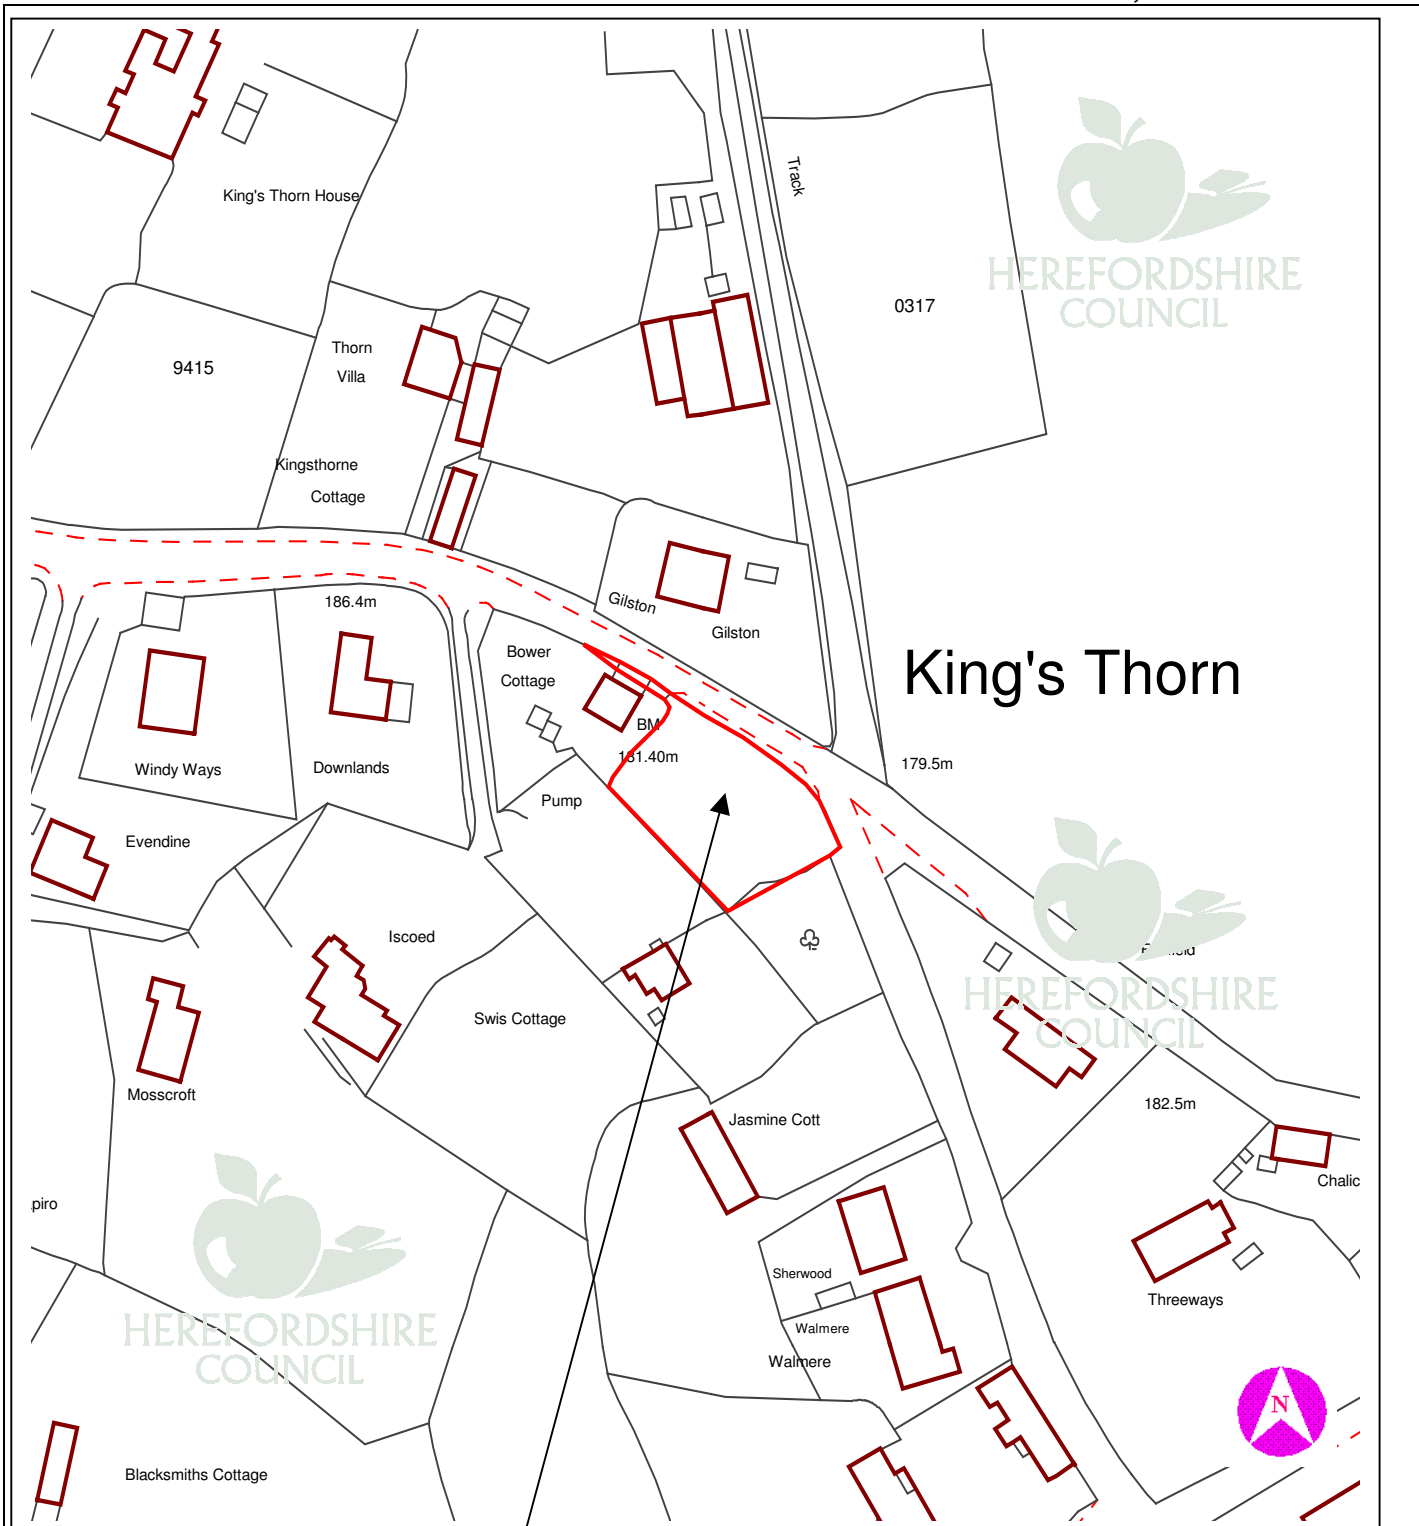 King's Thorn House
Track
HEREFORDSHIRE
COUNCIL
0317
Thorn
Villa
9415
Kingsthorne
Cottage
186.4m
Gilston
Gilston
Bower
Cottage
King's Thorn
BM
181.40m
179.5m
Windy Ways
Downlands
Pump
Evendine
Iscoed
HEREFORDSHIRE
COUNCIL
Swis Cottage
Mosscroft
182.5m
Jasmine Cott
Chalic
piro
Sherwood
Threeways
HEREFORDSHIRE
COUNCIL
Walmere
Walmere
N
Blacksmiths Cottage